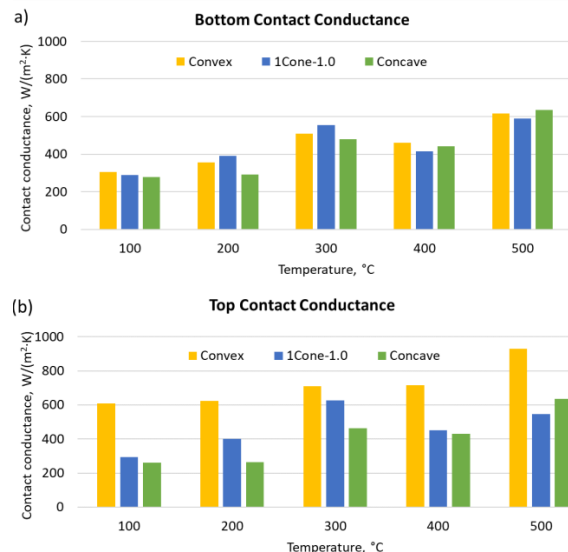 a)
Bottom Contact Conductance
Contact conductance, W/(m²·K)
1000
800
600
400
200
0
Convex 1Cone-1.0 Concave
100 200 300 400 500
Temperature, °C
(b)
Top Contact Conductance
Contact conductance, W/(m²·K)
1000
800
600
400
200
0
Convex 1Cone-1.0 Concave
100 200 300 400 500
Temperature, °C